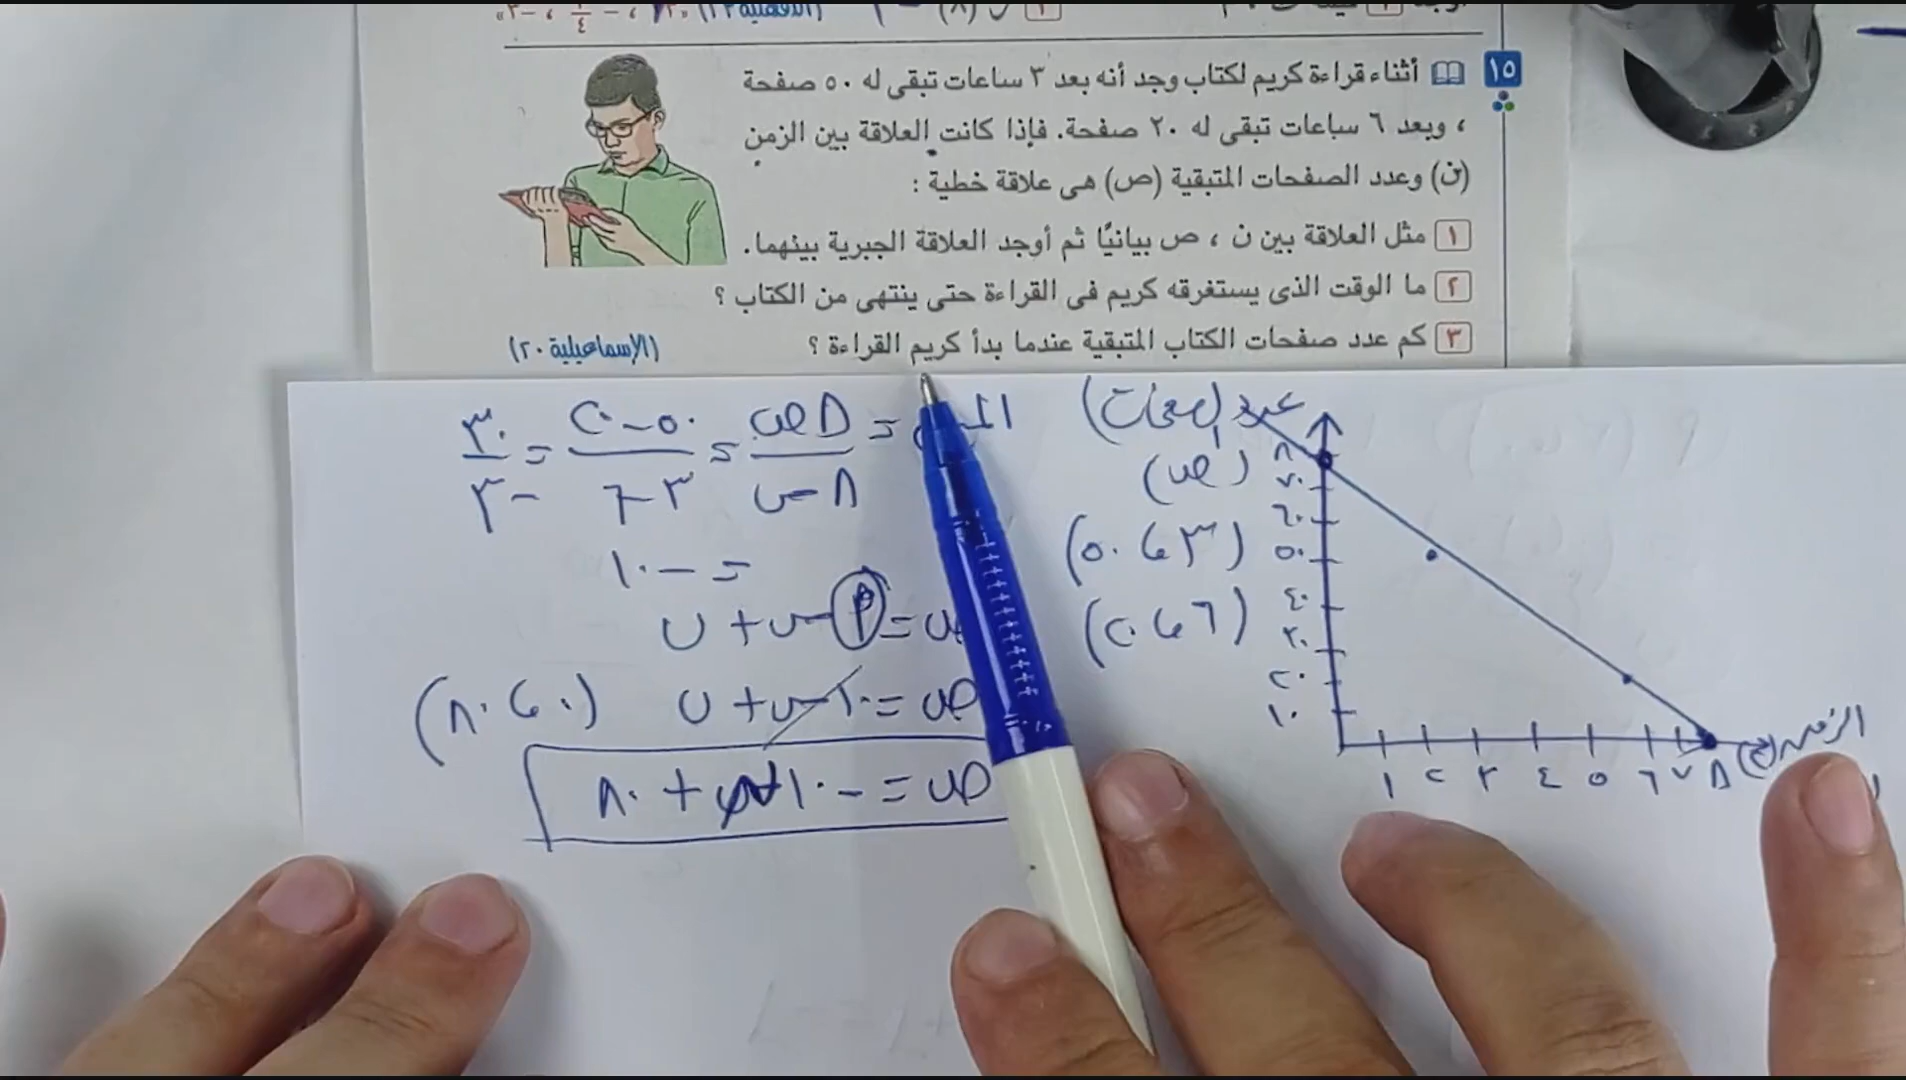 ١٥ أثناء قراءة كريم لكتاب وجد أنه بعد ٣ ساعات تبقى له ٥٠ صفحة
، وبعد ٦ ساعات تبقى له ٢٠ صفحة. فإذا كانت العلاقة بين الزمن
(ن) وعدد الصفحات المتبقية (ص) هى علاقة خطية :
١ مثل العلاقة بين ن ، ص بيانيًا ثم أوجد العلاقة الجبرية بينهما.
٢ ما الوقت الذى يستغرقه كريم فى القراءة حتى ينتهى من الكتاب ؟
٣ كم عدد صفحات الكتاب المتبقية عندما بدأ كريم القراءة ؟ (الإسماعيلية ٢٠)
عدد الصفحات)
(ص)
(٣ ، ٥٠)
(٦ ، ٢٠)
٨٠
٧٠
٦٠
٥٠
٤٠
٣٠
٢٠
١٠
١ ٢ ٣ ٤ ٥ ٦ ٧ ٨
الزمن (ن)
= Δص / Δس = ٥٠ - ٢٠ / ٣ - ٦ = ٣٠ / -٣
= -١٠
ص = م س + ب
ص = -١٠ س + ب (٠ ، ٨٠)
ص = -١٠ ن + ٨٠